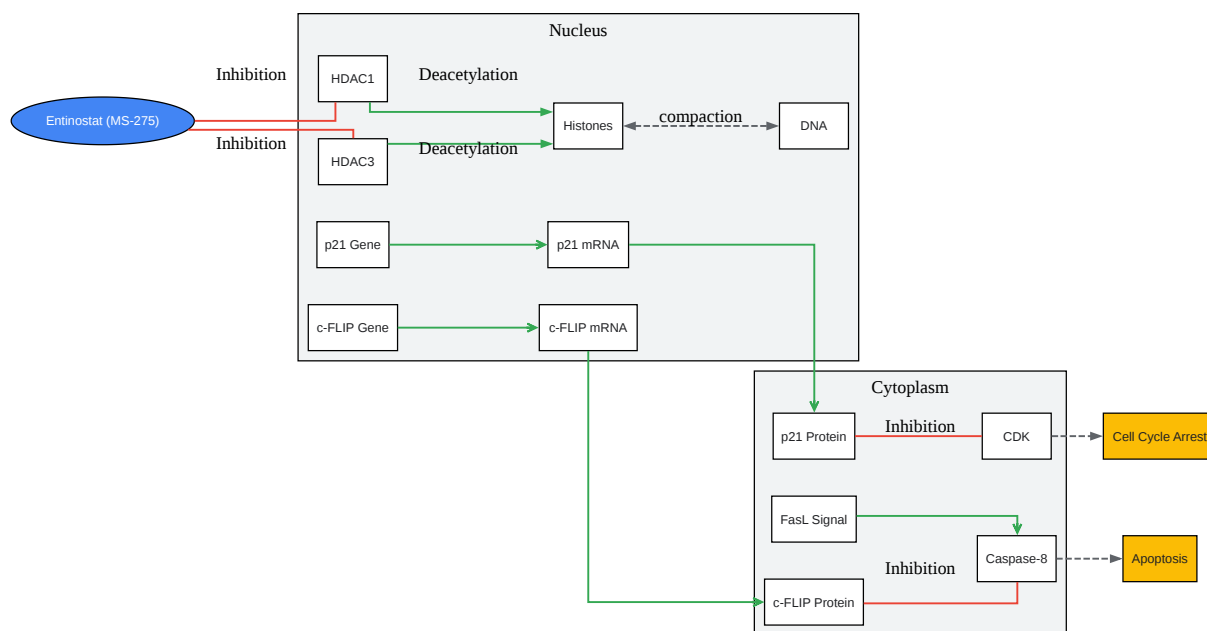 Nucleus
Inhibition
HDAC1
Deacetylation
Entinostat (MS-275)
Histones
compaction
DNA
Inhibition
HDAC3
Deacetylation
p21 Gene
p21 mRNA
c-FLIP Gene
c-FLIP mRNA
Cytoplasm
p21 Protein
Inhibition
CDK
Cell Cycle Arrest
FasL Signal
Caspase-8
Apoptosis
Inhibition
c-FLIP Protein